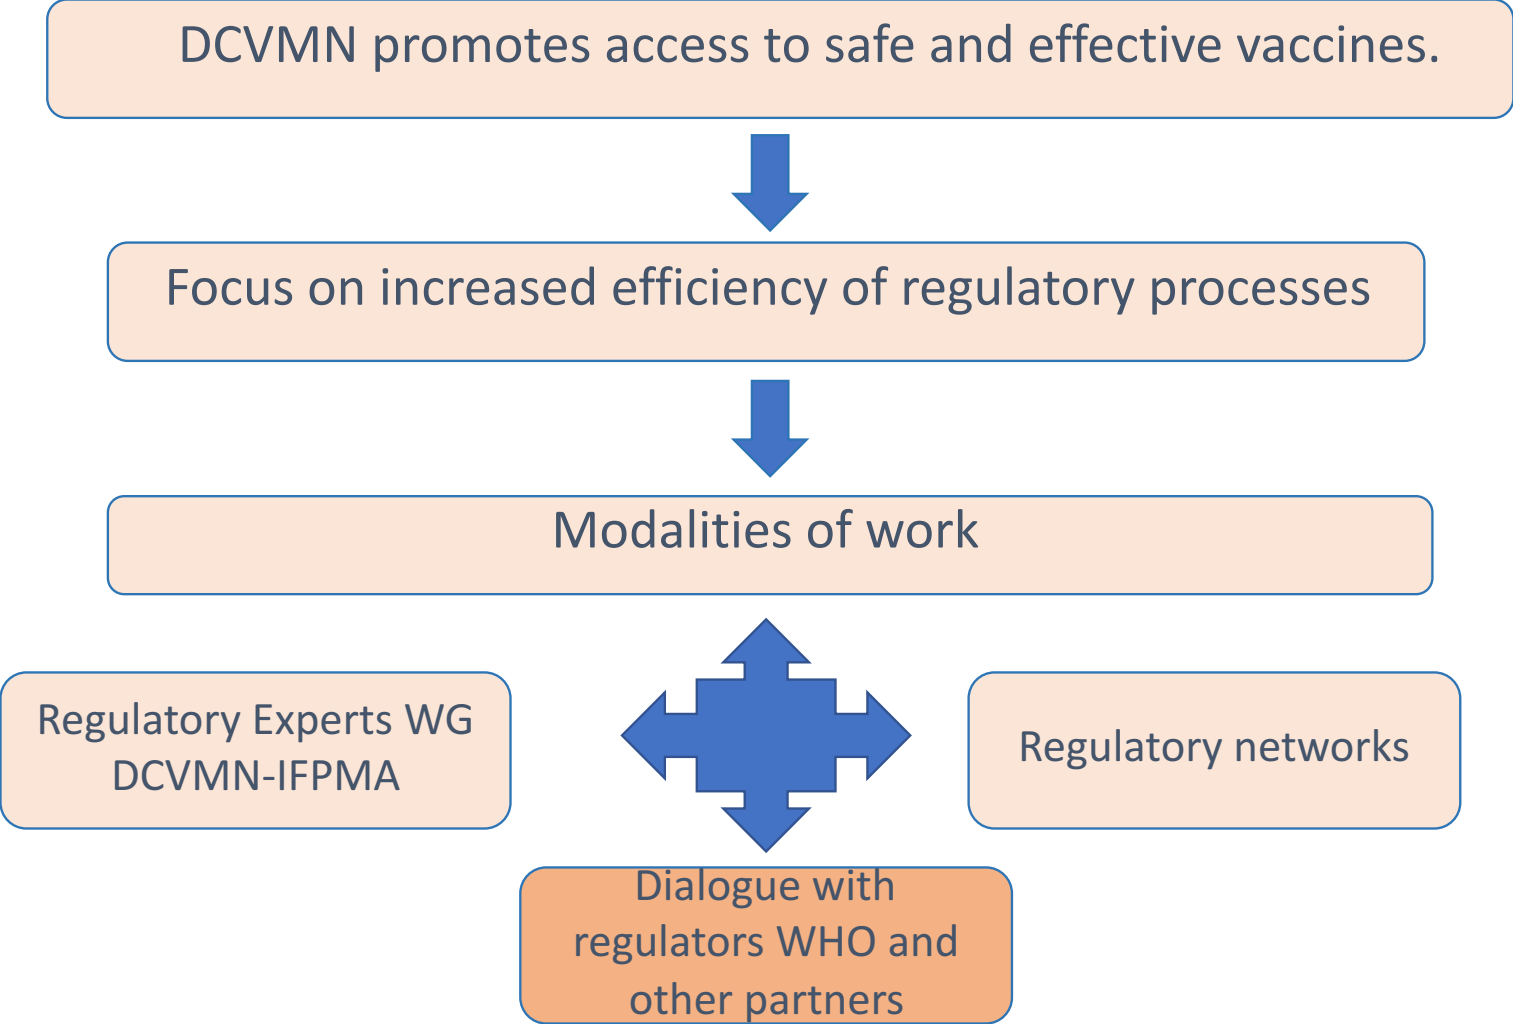 DCVMN promotes access to safe and effective vaccines.
Focus on increased efficiency of regulatory processes
Modalities of work
Regulatory Experts WG
DCVMN-IFPMA
Regulatory networks
Dialogue with
regulators WHO and
other partners